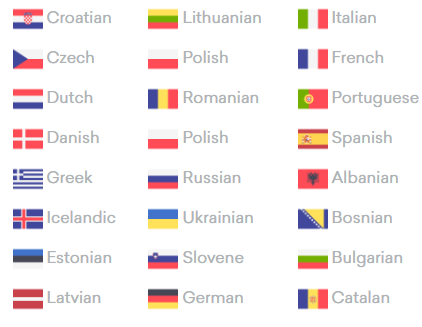 Croatian
Lithuanian
Italian
Czech
Polish
French
Dutch
Romanian
Portuguese
Danish
Polish
Spanish
Greek
Russian
Albanian
Icelandic
Ukrainian
Bosnian
Estonian
Slovene
Bulgarian
Latvian
German
Catalan